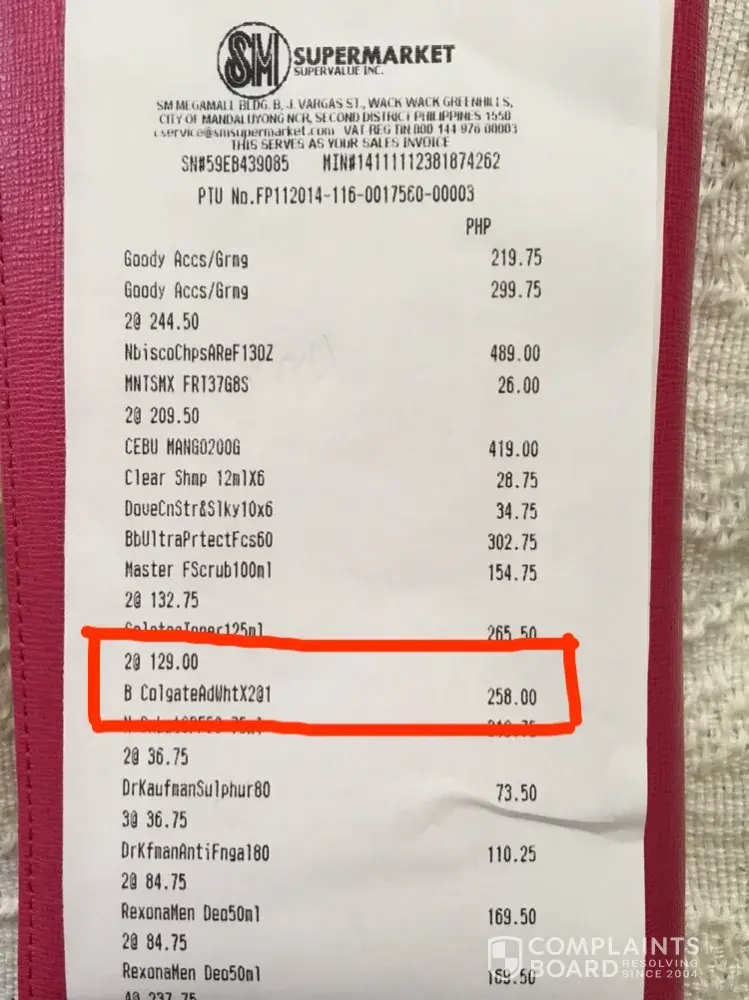 SM SUPERMARKET
SUPERVALUE INC.
SM MEGAMALL BLDG. B, J. VARGAS ST., WACK WACK GREENHILLS,
CITY OF MANDALUYONG NCR, SECOND DISTRICT PHILIPPINES 1550
cservice@smsupermarket.com VAT REG TIN 000 144 976 00003
THIS SERVES AS YOUR SALES INVOICE
SN#59EB439085 MIN#14111112381874262
PTU No.FP112014-116-0017560-00003
PHP
Goody Accs/Grmg 219.75
Goody Accs/Grmg 299.75
2@ 244.50
NbiscoChpsAReF13OZ 489.00
MNTSMX FRT37G8S 26.00
2@ 209.50
CEBU MANGO200G 419.00
Clear Shmp 12mlX6 28.75
DoveCnStr&Slky10x6 34.75
BbUltraPrtectFcs60 302.75
Master FScrub100ml 154.75
2@ 132.75
265.50
2@ 129.00
B ColgateAdWhtX2@1 258.00
2@ 36.75
DrKaufmanSulphur80 73.50
3@ 36.75
DrKfmanAntiFngal80 110.25
2@ 84.75
RexonaMen Deo50ml 169.50
2@ 84.75
RexonaMen Deo50ml 169.50
4@ 237.75
COMPLAINTS
BOARD RESOLVING
SINCE 2004